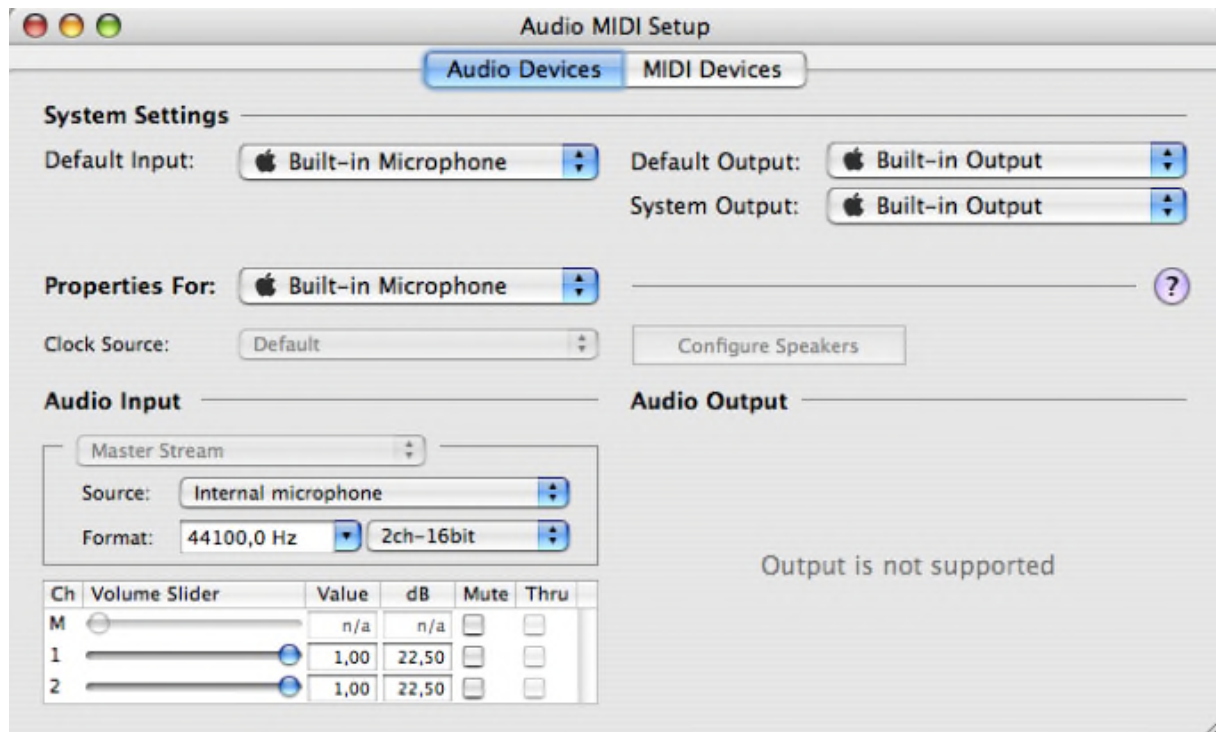 Audio MIDI Setup
Audio Devices MIDI Devices
System Settings
Default Input: Built-in Microphone
Default Output: Built-in Output
System Output: Built-in Output
Properties For: Built-in Microphone
?
Clock Source: Default
Configure Speakers
Audio Input
Master Stream
Source: Internal microphone
Format: 44100,0 Hz 2ch-16bit
Ch Volume Slider Value dB Mute Thru
M n/a n/a
1 1,00 22,50
2 1,00 22,50
Audio Output
Output is not supported